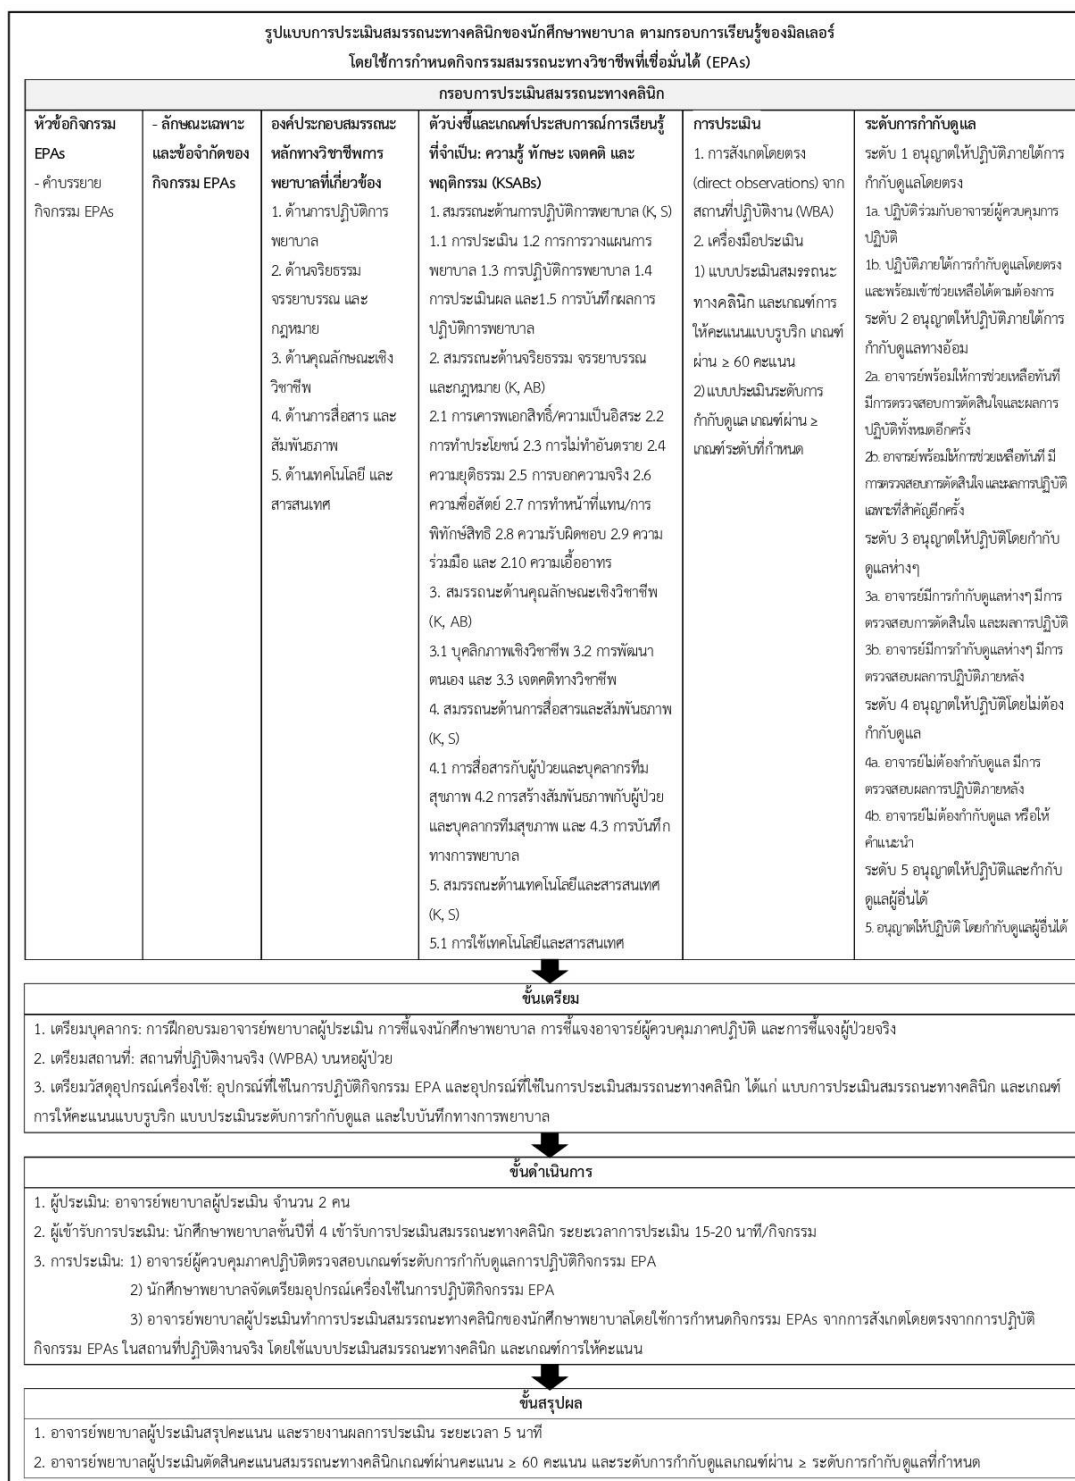 รูปแบบการประเมินสมรรถนะทางคลินิกของนักศึกษาพยาบาล ตามกรอบการเรียนรู้ของมิลเลอร์
โดยใช้การกำหนดกิจกรรมสมรรถนะทางวิชาชีพที่เชื่อมั่นได้ (EPAs)
กรอบการประเมินสมรรถนะทางคลินิก
หัวข้อกิจกรรม
EPAs
- คำบรรยาย
กิจกรรม EPAs
- ลักษณะเฉพาะ
และข้อจำกัดของ
กิจกรรม EPAs
องค์ประกอบสมรรถนะ
หลักทางวิชาชีพการ
พยาบาลที่เกี่ยวข้อง
1. ด้านการปฏิบัติการ
พยาบาล
2. ด้านจริยธรรม
จรรยาบรรณ และ
กฎหมาย
3. ด้านคุณลักษณะเชิง
วิชาชีพ
4. ด้านการสื่อสาร และ
สัมพันธภาพ
5. ด้านเทคโนโลยี และ
สารสนเทศ
ตัวบ่งชี้และเกณฑ์ประสบการณ์การเรียนรู้
ที่จำเป็น: ความรู้ ทักษะ เจตคติ และ
พฤติกรรม (KSABs)
1. สมรรถนะด้านการปฏิบัติการพยาบาล (K, S)
1.1 การประเมิน 1.2 การการวางแผนการ
พยาบาล 1.3 การปฏิบัติการพยาบาล 1.4
การประเมินผล และ1.5 การบันทึกผลการ
ปฏิบัติการพยาบาล
2. สมรรถนะด้านจริยธรรม จรรยาบรรณ
และกฎหมาย (K, AB)
2.1 การเคารพเอกสิทธิ์/ความเป็นอิสระ 2.2
การทำประโยชน์ 2.3 การไม่ทำอันตราย 2.4
ความยุติธรรม 2.5 การบอกความจริง 2.6
ความซื่อสัตย์ 2.7 การทำหน้าที่แทน/การ
พิทักษ์สิทธิ 2.8 ความรับผิดชอบ 2.9 ความ
ร่วมมือ และ 2.10 ความเอื้ออาทร
3. สมรรถนะด้านคุณลักษณะเชิงวิชาชีพ
(K, AB)
3.1 บุคลิกภาพเชิงวิชาชีพ 3.2 การพัฒนา
ตนเอง และ 3.3 เจตคติทางวิชาชีพ
4. สมรรถนะด้านการสื่อสารและสัมพันธภาพ
(K, S)
4.1 การสื่อสารกับผู้ป่วยและบุคลากรทีม
สุขภาพ 4.2 การสร้างสัมพันธภาพกับผู้ป่วย
และบุคลากรทีมสุขภาพ และ 4.3 การบันทึก
ทางการพยาบาล
5. สมรรถนะด้านเทคโนโลยีและสารสนเทศ
(K, S)
5.1 การใช้เทคโนโลยีและสารสนเทศ
การประเมิน
1. การสังเกตโดยตรง
(direct observations) จาก
สถานที่ปฏิบัติงาน (WBA)
2. เครื่องมือประเมิน
1) แบบประเมินสมรรถนะ
ทางคลินิก และเกณฑ์การ
ให้คะแนนแบบรูบริก เกณฑ์
ผ่าน ≥ 60 คะแนน
2) แบบประเมินระดับการ
กำกับดูแล เกณฑ์ผ่าน ≥
เกณฑ์ระดับที่กำหนด
ระดับการกำกับดูแล
ระดับ 1 อนุญาตให้ปฏิบัติภายใต้การ
กำกับดูแลโดยตรง
1a. ปฏิบัติร่วมกับอาจารย์ผู้ควบคุมการ
ปฏิบัติ
1b. ปฏิบัติภายใต้การกำกับดูแลโดยตรง
และพร้อมเข้าช่วยเหลือได้ตามต้องการ
ระดับ 2 อนุญาตให้ปฏิบัติภายใต้การ
กำกับดูแลทางอ้อม
2a. อาจารย์พร้อมให้การช่วยเหลือทันที
มีการตรวจสอบการตัดสินใจและผลการ
ปฏิบัติทั้งหมดอีกครั้ง
2b. อาจารย์พร้อมให้การช่วยเหลือทันที มี
การตรวจสอบการตัดสินใจ และผลการปฏิบัติ
เฉพาะที่สำคัญอีกครั้ง
ระดับ 3 อนุญาตให้ปฏิบัติโดยกำกับ
ดูแลห่างๆ
3a. อาจารย์มีการกำกับดูแลห่างๆ มีการ
ตรวจสอบการตัดสินใจ และผลการปฏิบัติ
3b. อาจารย์มีการกำกับดูแลห่างๆ มีการ
ตรวจสอบผลการปฏิบัติภายหลัง
ระดับ 4 อนุญาตให้ปฏิบัติโดยไม่ต้อง
กำกับดูแล
4a. อาจารย์ไม่ต้องกำกับดูแล มีการ
ตรวจสอบผลการปฏิบัติภายหลัง
4b. อาจารย์ไม่ต้องกำกับดูแล หรือให้
คำแนะนำ
ระดับ 5 อนุญาตให้ปฏิบัติและกำกับ
ดูแลผู้อื่นได้
5. อนุญาตให้ปฏิบัติ โดยกำกับดูแลผู้อื่นได้
ขั้นเตรียม
1. เตรียมบุคลากร: การฝึกอบรมอาจารย์พยาบาลผู้ประเมิน การชี้แจงนักศึกษาพยาบาล การชี้แจงอาจารย์ผู้ควบคุมภาคปฏิบัติ และการชี้แจงผู้ป่วยจริง
2. เตรียมสถานที่: สถานที่ปฏิบัติงานจริง (WPBA) บนหอผู้ป่วย
3. เตรียมวัสดุอุปกรณ์เครื่องใช้: อุปกรณ์ที่ใช้ในการปฏิบัติกิจกรรม EPA และอุปกรณ์ที่ใช้ในการประเมินสมรรถนะทางคลินิก ได้แก่ แบบการประเมินสมรรถนะทางคลินิก และเกณฑ์
การให้คะแนนแบบรูบริก แบบประเมินระดับการกำกับดูแล และใบบันทึกทางการพยาบาล
ขั้นดำเนินการ
1. ผู้ประเมิน: อาจารย์พยาบาลผู้ประเมิน จำนวน 2 คน
2. ผู้เข้ารับการประเมิน: นักศึกษาพยาบาลชั้นปีที่ 4 เข้ารับการประเมินสมรรถนะทางคลินิก ระยะเวลาการประเมิน 15-20 นาที/กิจกรรม
3. การประเมิน: 1) อาจารย์ผู้ควบคุมภาคปฏิบัติตรวจสอบเกณฑ์ระดับการกำกับดูแลการปฏิบัติกิจกรรม EPA
2) นักศึกษาพยาบาลจัดเตรียมอุปกรณ์เครื่องใช้ในการปฏิบัติกิจกรรม EPA
3) อาจารย์พยาบาลผู้ประเมินทำการประเมินสมรรถนะทางคลินิกของนักศึกษาพยาบาลโดยใช้การกำหนดกิจกรรม EPAs จากการสังเกตโดยตรงจากการปฏิบัติ
กิจกรรม EPAs ในสถานที่ปฏิบัติงานจริง โดยใช้แบบประเมินสมรรถนะทางคลินิก และเกณฑ์การให้คะแนน
ขั้นสรุปผล
1. อาจารย์พยาบาลผู้ประเมินสรุปคะแนน และรายงานผลการประเมิน ระยะเวลา 5 นาที
2. อาจารย์พยาบาลผู้ประเมินตัดสินคะแนนสมรรถนะทางคลินิกเกณฑ์ผ่านคะแนน ≥ 60 คะแนน และระดับการกำกับดูแลเกณฑ์ผ่าน ≥ ระดับการกำกับดูแลที่กำหนด